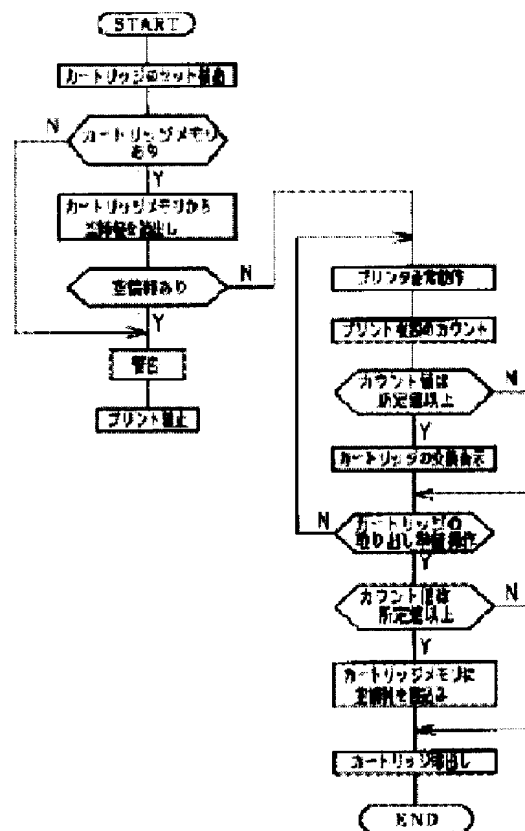 START
カートリッジのセット検出
N
カートリッジメモリ
あり
Y
カートリッジメモリから
空情報を読出し
空情報あり
N
Y
警告
プリント禁止
プリンタ通常動作
プリント枚数のカウント
カウント値は
所定値以上
N
Y
カートリッジの交換表示
N
カートリッジの
取り出し準備操作
Y
カウント値は
所定値以上
N
Y
カートリッジメモリに
空情報を書込み
カートリッジ取出し
END